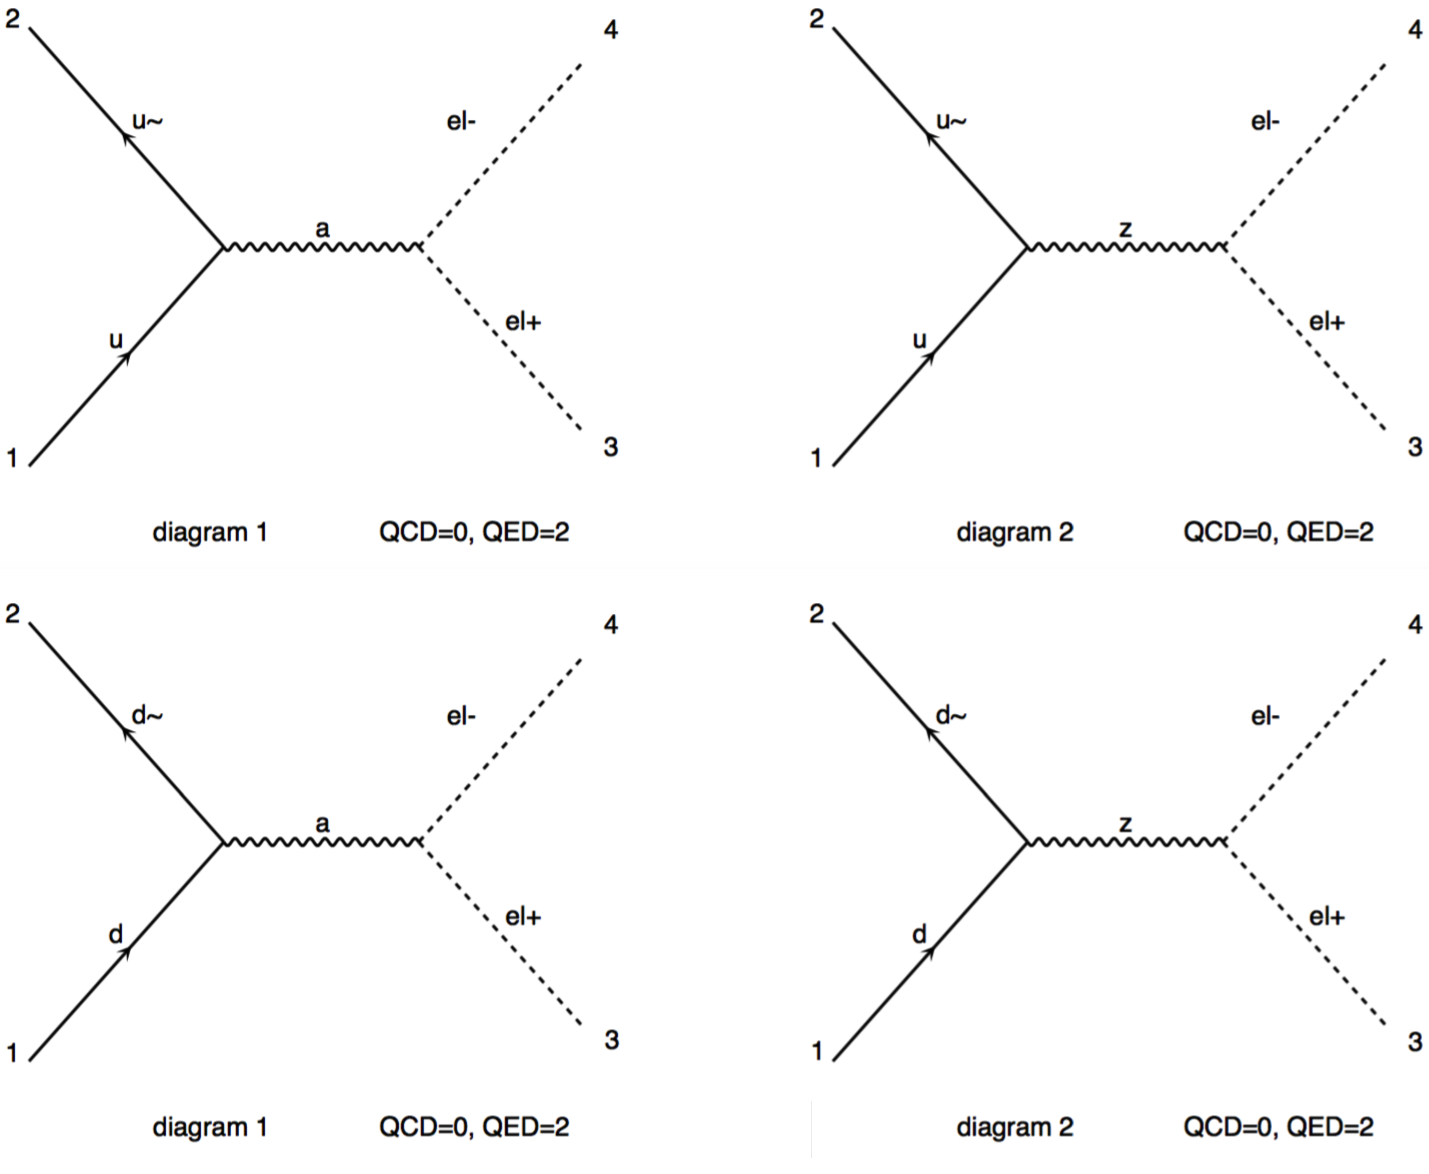 2 4 2 4
u~ el- u~ el-
a z
u el+ u el+
1 3 1 3
diagram 1 QCD=0, QED=2 diagram 2 QCD=0, QED=2
2 4 2 4
d~ el- d~ el-
a z
d el+ d el+
1 3 1 3
diagram 1 QCD=0, QED=2 diagram 2 QCD=0, QED=2